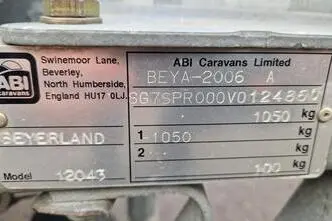 ABI
caravans
Swinemoor Lane,
Beverley,
North Humberside,
England HU17 0LJ.
ABI Caravans Limited
BEYA-2006 A
SG7SPR000V0124850
1050 kg
kg
BEYERLAND
1 1050 kg
2 kg
Model 12043
100 kg